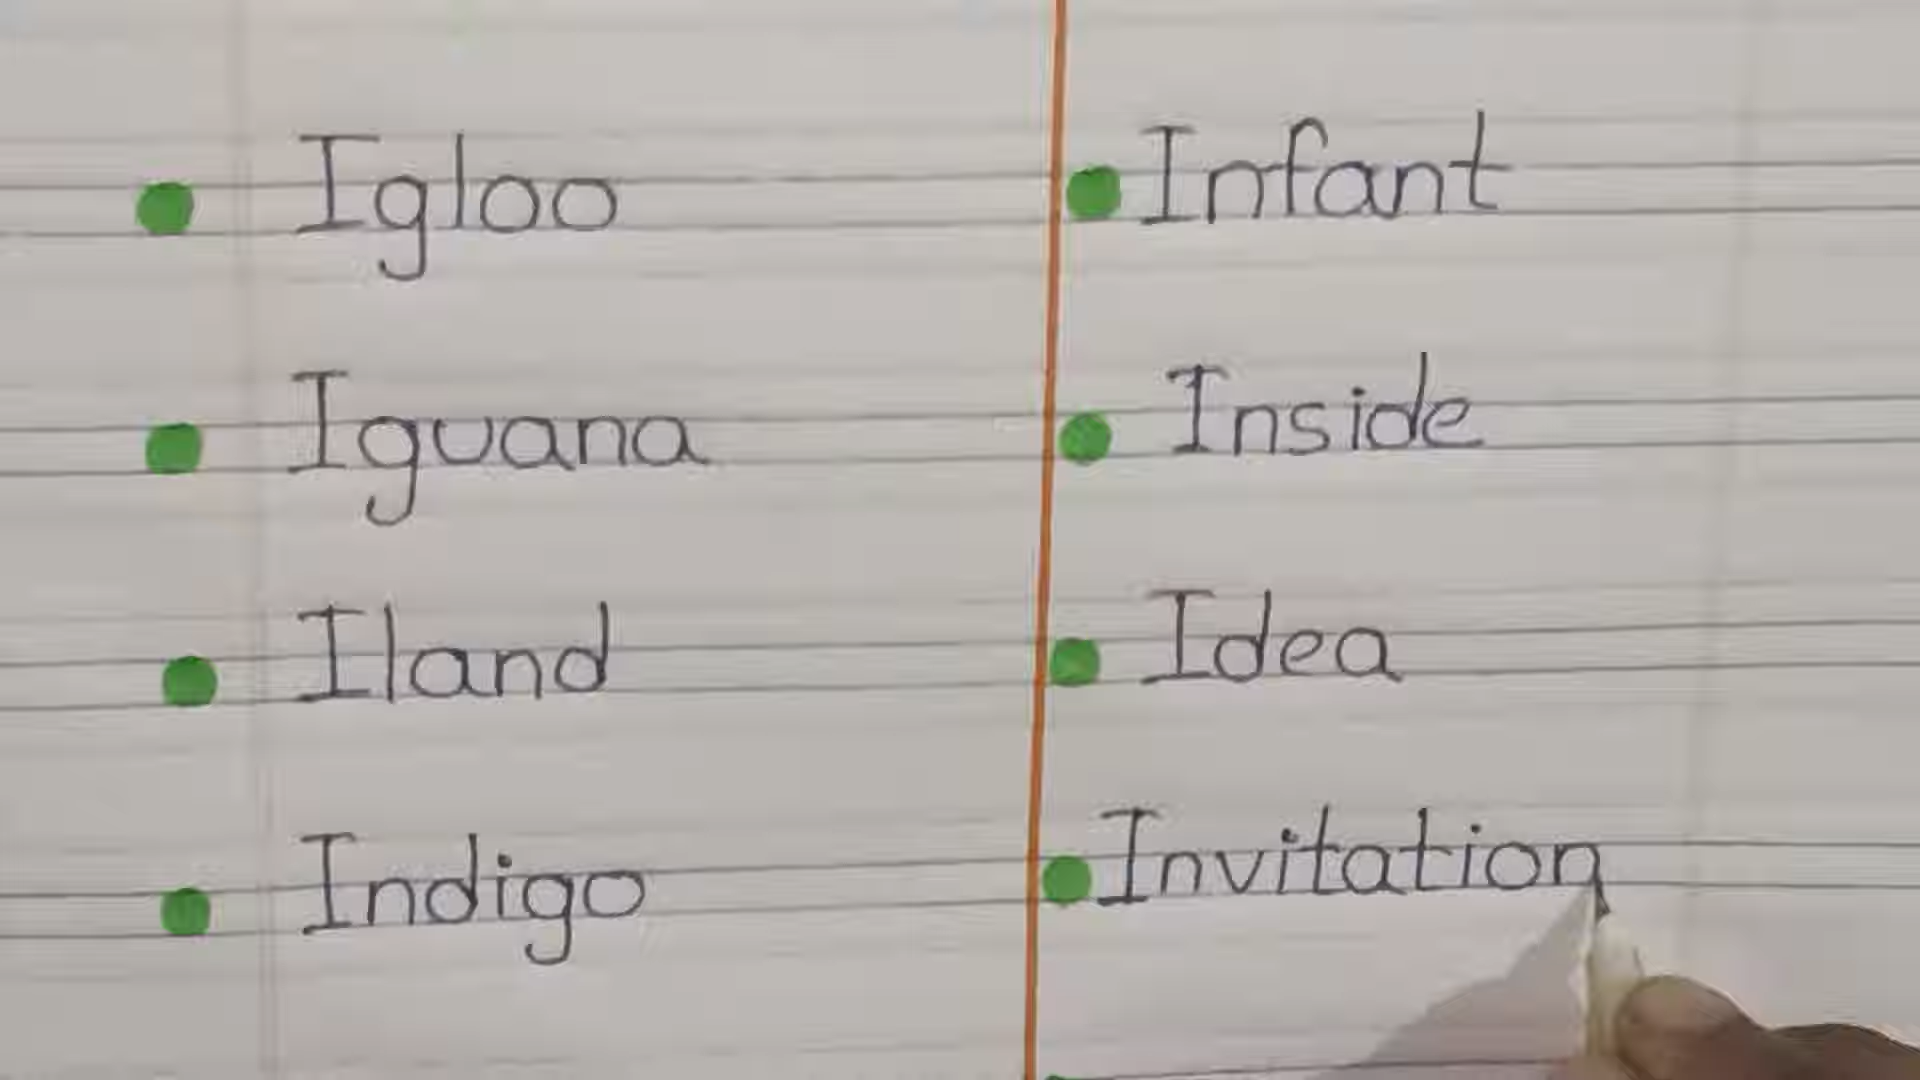 Igloo
Iguana
Iland
Indigo
Infant
Inside
Idea
Invitation